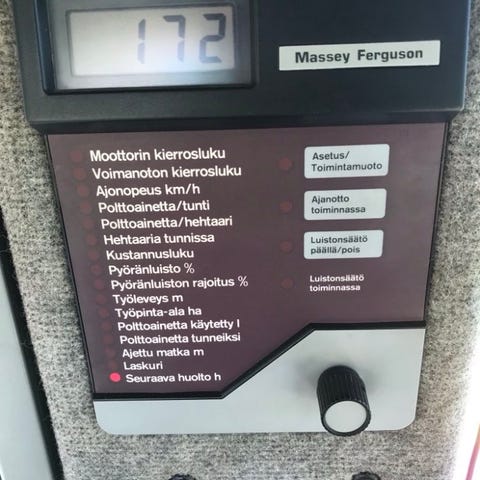 172
Massey Ferguson
Moottorin kierrosluku
Voimanoton kierrosluku
Ajonopeus km/h
Polttoainetta/tunti
Polttoainetta/hehtaari
Hehtaaria tunnissa
Kustannusluku
Pyöränluisto %
Pyöränluiston rajoitus %
Työleveys m
Työpinta-ala ha
Polttoainetta käytetty l
Polttoainetta tunneiksi
Ajettu matka m
Laskuri
Seuraava huolto h
Asetus/
Toimintamuoto
Ajanotto
toiminnassa
Luistonsäätö
päällä/pois
Luistonsäätö
toiminnassa